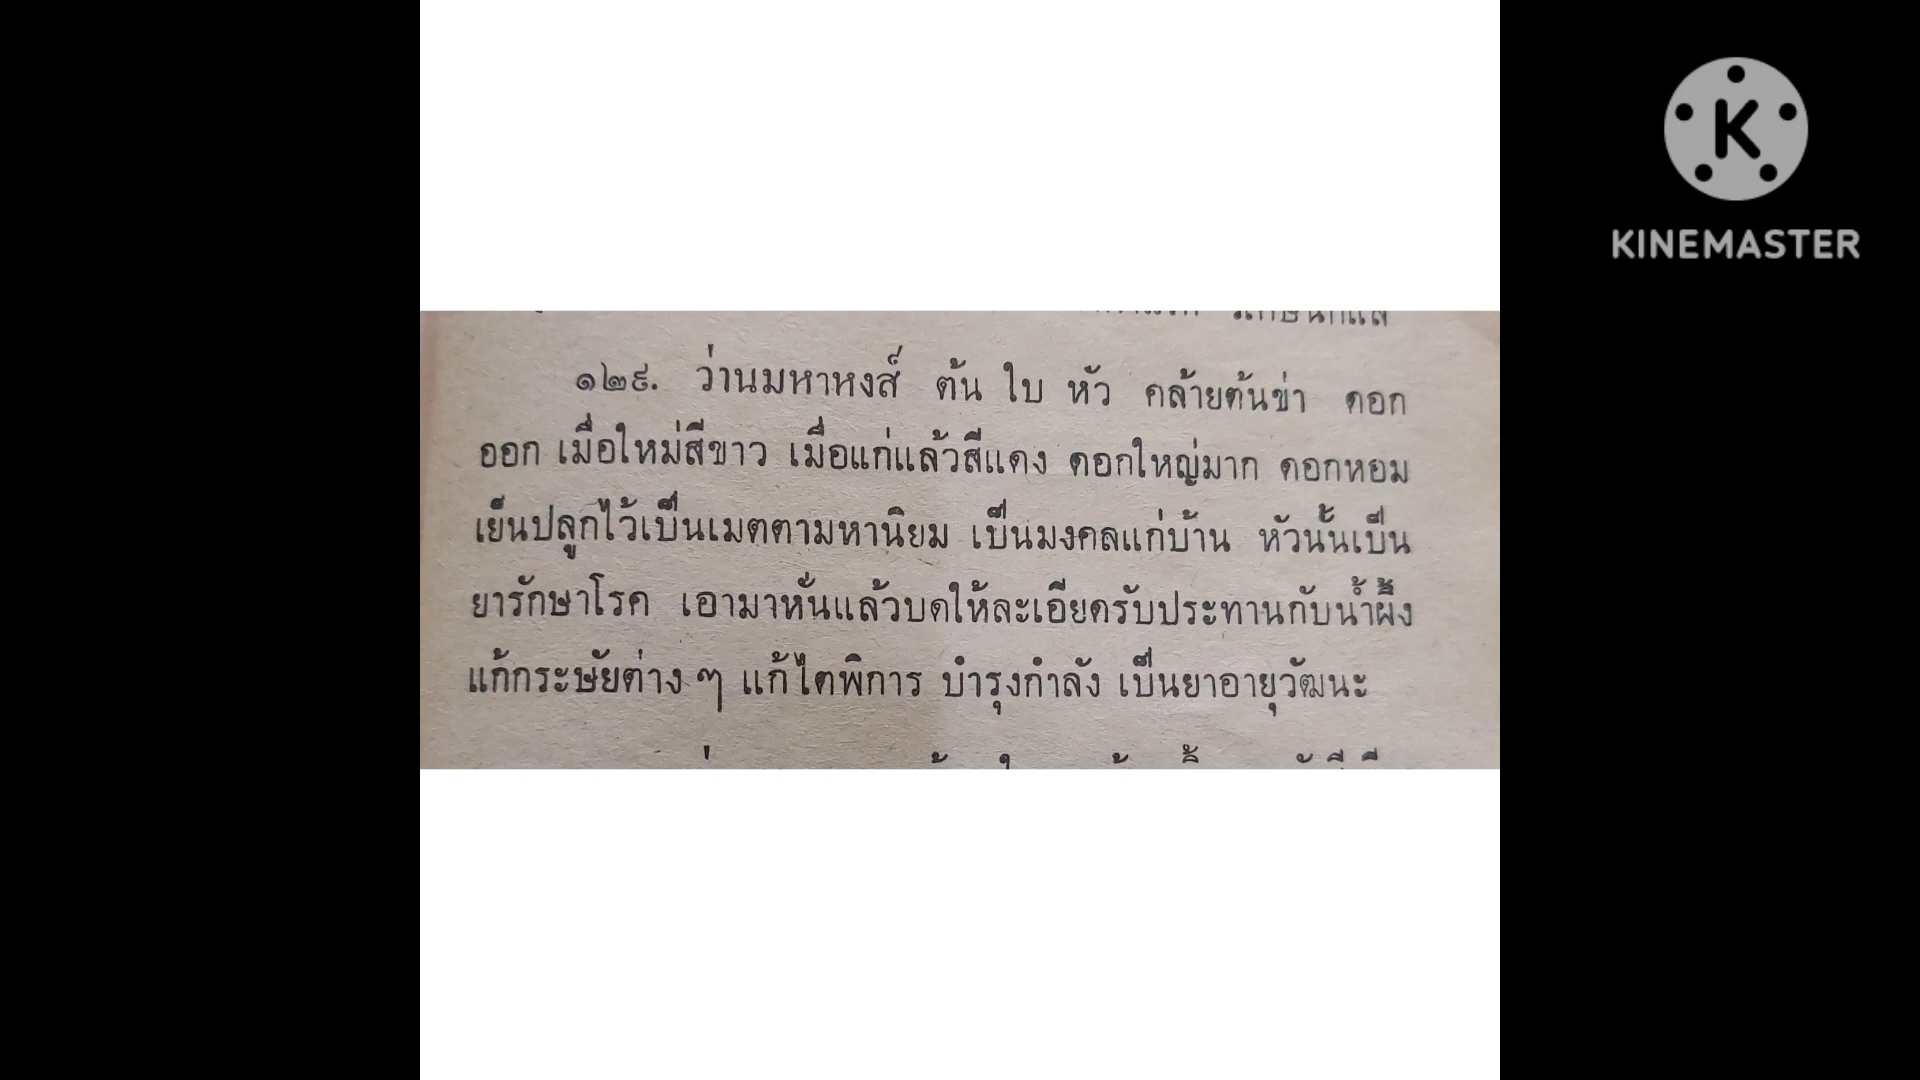 KINEMASTER
๑๒๙. ว่านมหาหงส์ ต้น ใบ หัว คล้ายต้นข่า ดอก
ออก เมื่อใหม่สีขาว เมื่อแก่แล้วสีแดง ดอกใหญ่มาก ดอกหอม
เย็นปลูกไว้เป็นเมตตามหานิยม เป็นมงคลแก่บ้าน หัวนั้นเป็น
ยารักษาโรค เอามาหั่นแล้วบดให้ละเอียดรับประทานกับน้ำผึ้ง
แก้กระษัยต่าง ๆ แก้ไตพิการ บำรุงกำลัง เป็นยาอายุวัฒนะ